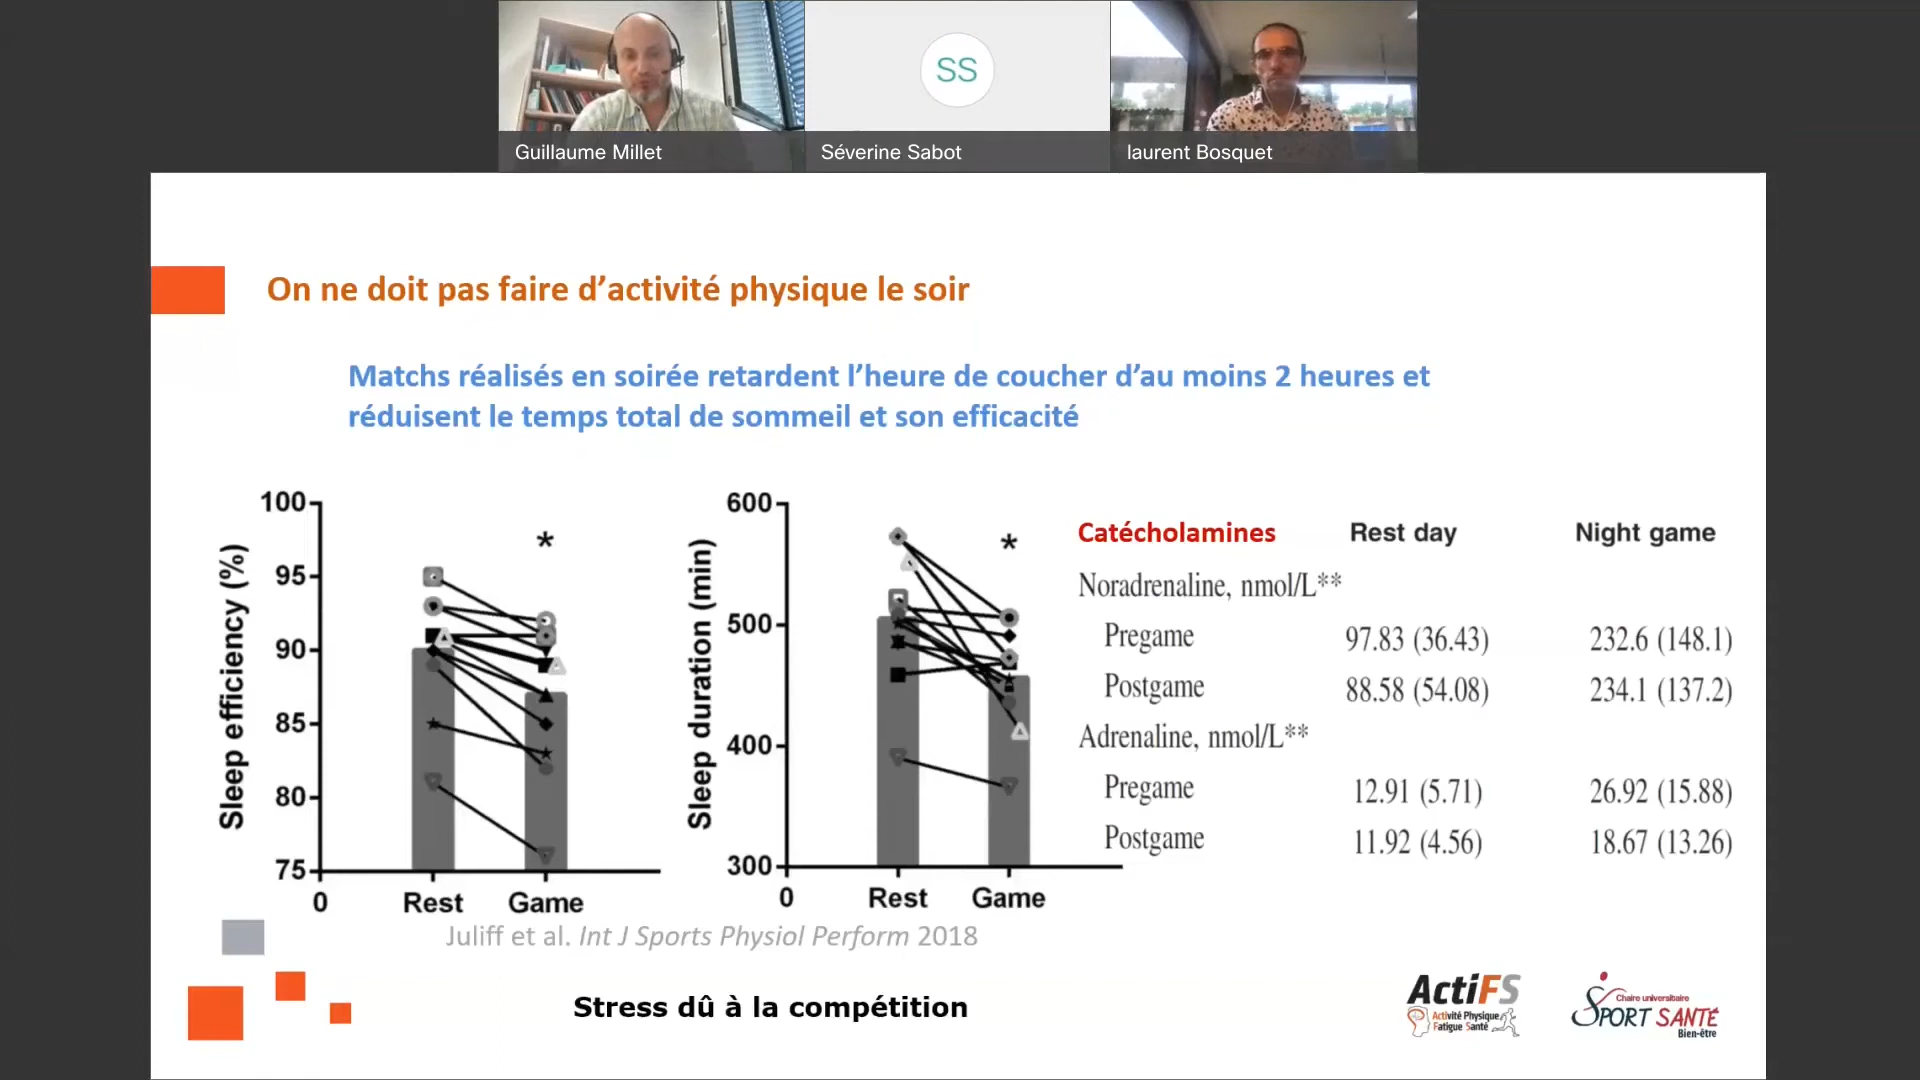 SS
Guillaume Millet
Séverine Sabot
laurent Bosquet
On ne doit pas faire d’activité physique le soir
Matchs réalisés en soirée retardent l’heure de coucher d’au moins 2 heures et
réduisent le temps total de sommeil et son efficacité
Sleep efficiency (%)
100
95
90
85
80
75
*
0 Rest Game
Sleep duration (min)
600
500
400
300
*
0 Rest Game
Catécholamines Rest day Night game
Noradrenaline, nmol/L**
Pregame 97.83 (36.43) 232.6 (148.1)
Postgame 88.58 (54.08) 234.1 (137.2)
Adrenaline, nmol/L**
Pregame 12.91 (5.71) 26.92 (15.88)
Postgame 11.92 (4.56) 18.67 (13.26)
Juliff et al. Int J Sports Physiol Perform 2018
Stress dû à la compétition
ActiFS
Activité Physique
Fatigue Santé
Chaire universitaire
SPORT SANTÉ
Bien-être